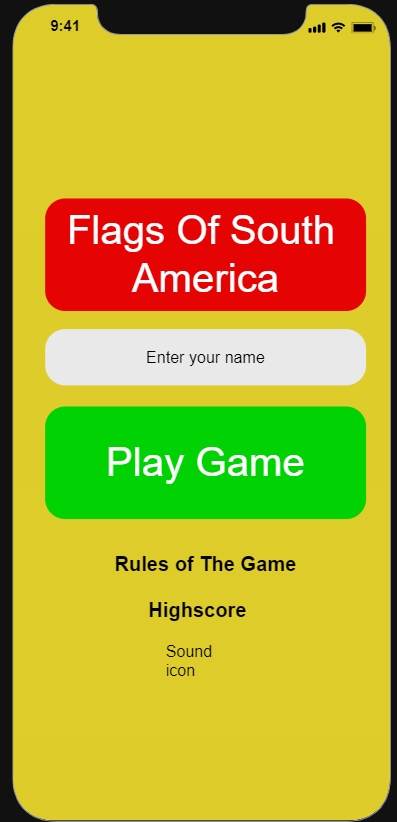 9:41
Flags Of South
America
Enter your name
Play Game
Rules of The Game
Highscore
Sound
icon